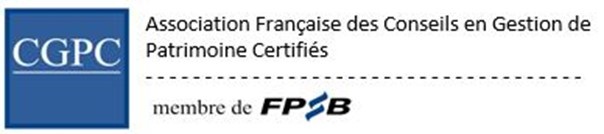 CGPC
Association Française des Conseils en Gestion de
Patrimoine Certifiés
membre de FPSB